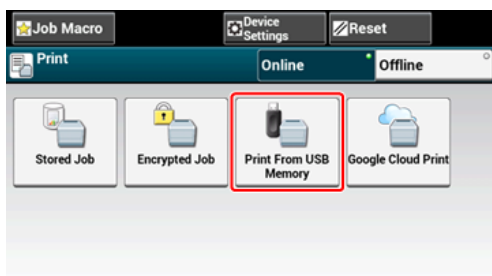 Job Macro
Device
Settings
Reset
Print
Online
Offline
Stored Job
Encrypted Job
Print From USB
Memory
Google Cloud Print